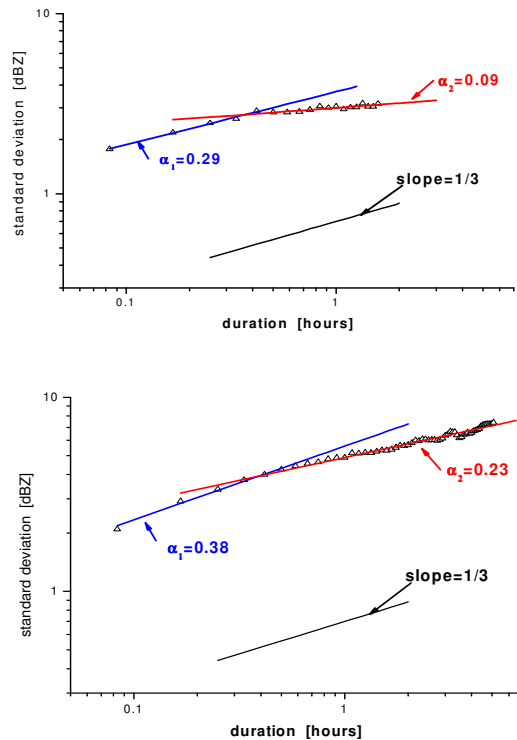 10
α₂=0.09
α₁=0.29
slope=1/3
1
standard deviation [dBZ]
0.1
1
duration [hours]
10
α₂=0.23
α₁=0.38
slope=1/3
1
standard deviation [dBZ]
0.1
1
duration [hours]